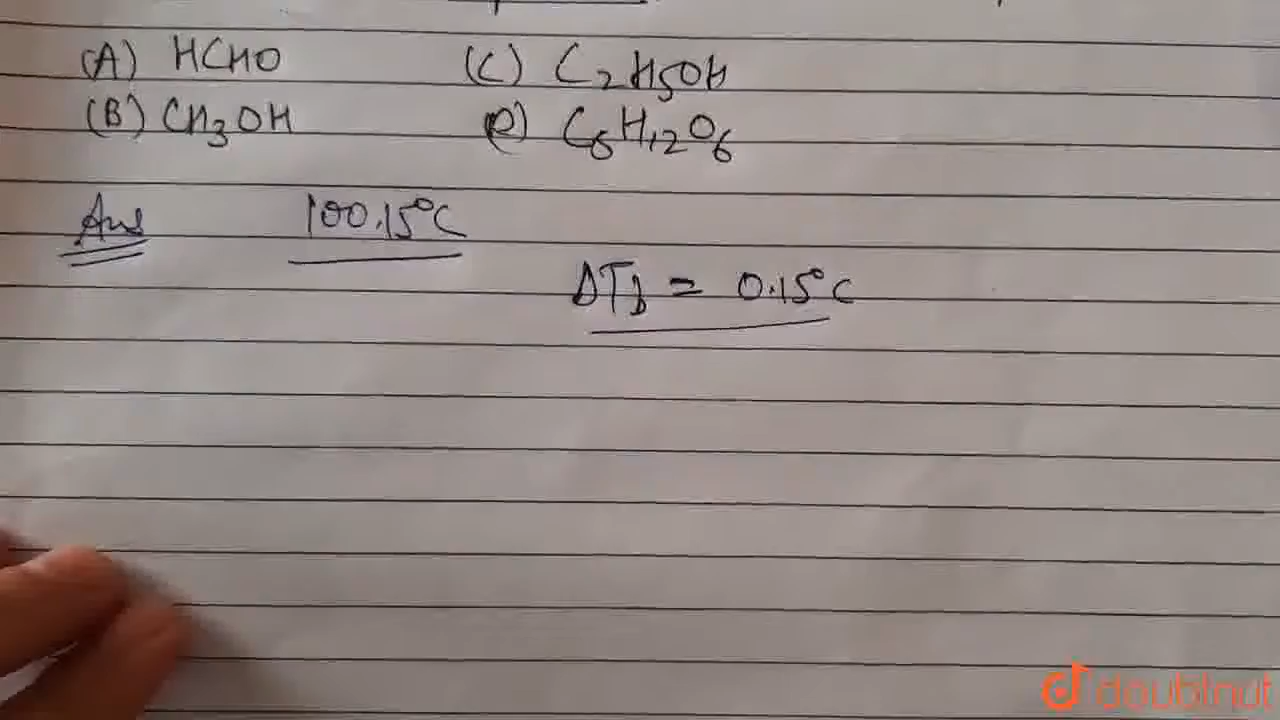 (A) HCHO (C) C2H5OH
(B) CH3OH (D) C6H12O6
Ans 100.15°C
ΔTb = 0.15°C
doubtnut